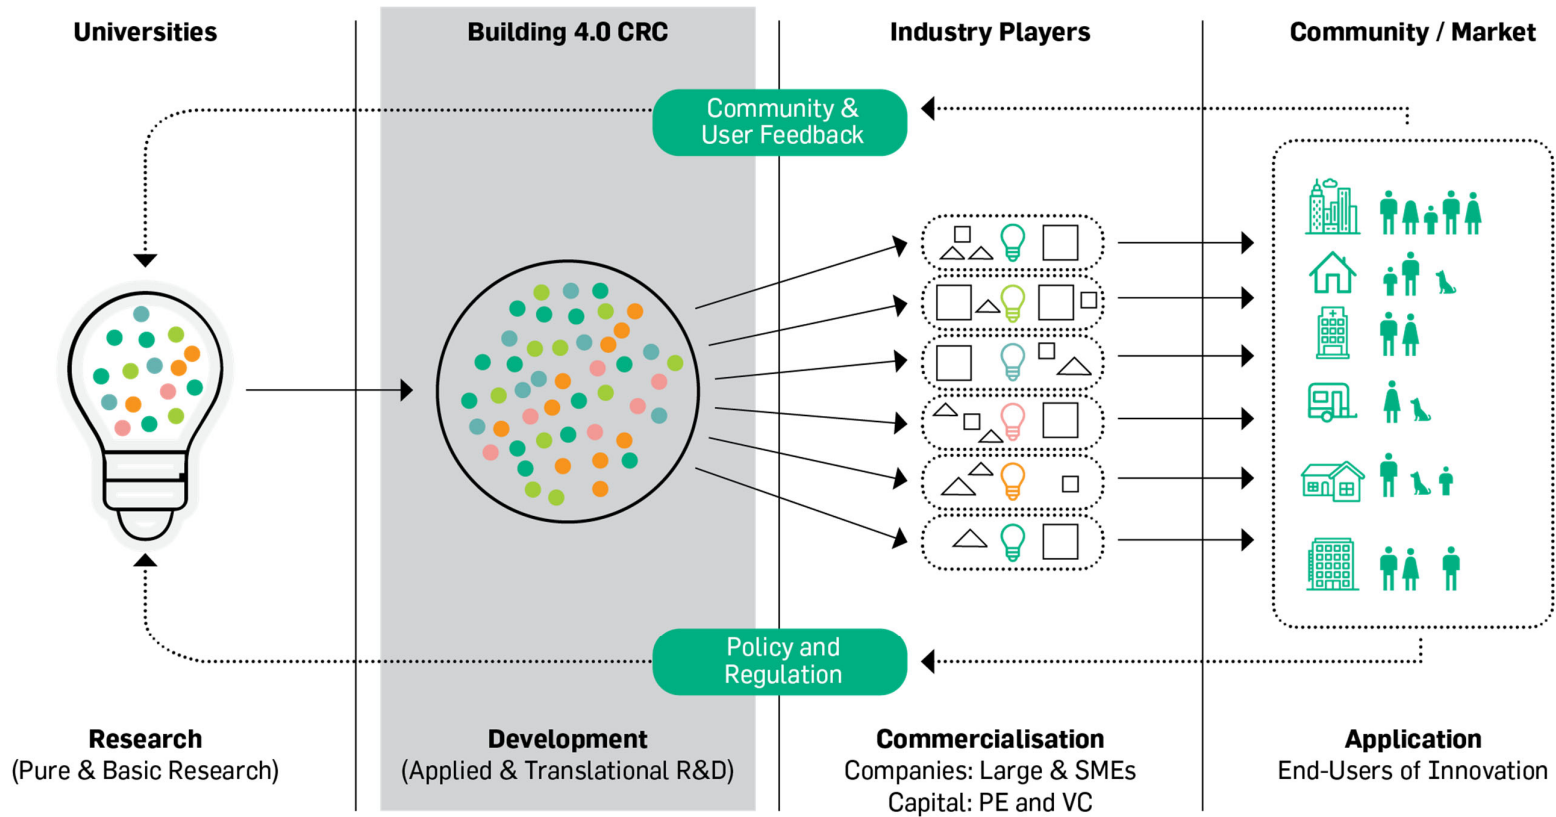 Universities
Building 4.0 CRC
Industry Players
Community / Market
Community &
User Feedback
Policy and
Regulation
Research
(Pure & Basic Research)
Development
(Applied & Translational R&D)
Commercialisation
Companies: Large & SMEs
Capital: PE and VC
Application
End-Users of Innovation